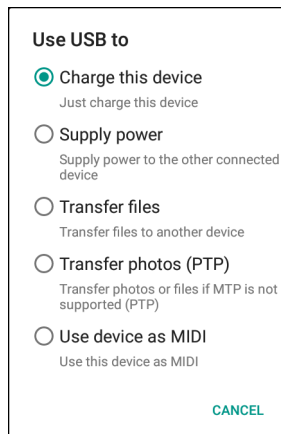 Use USB to
Charge this device
Just charge this device
Supply power
Supply power to the other connected
device
Transfer files
Transfer files to another device
Transfer photos (PTP)
Transfer photos or files if MTP is not
supported (PTP)
Use device as MIDI
Use this device as MIDI
CANCEL